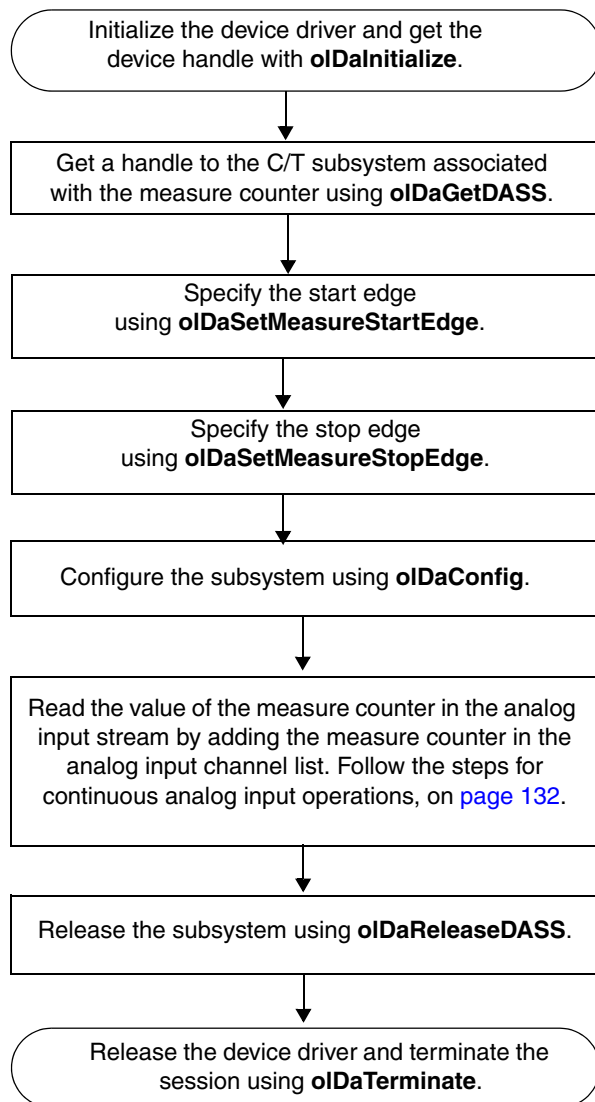 Initialize the device driver and get the
device handle with olDaInitialize.
Get a handle to the C/T subsystem associated
with the measure counter using olDaGetDASS.
Specify the start edge
using olDaSetMeasureStartEdge.
Specify the stop edge
using olDaSetMeasureStopEdge.
Configure the subsystem using olDaConfig.
Read the value of the measure counter in the analog
input stream by adding the measure counter in the
analog input channel list. Follow the steps for
continuous analog input operations, on page 132.
Release the subsystem using olDaReleaseDASS.
Release the device driver and terminate the
session using olDaTerminate.